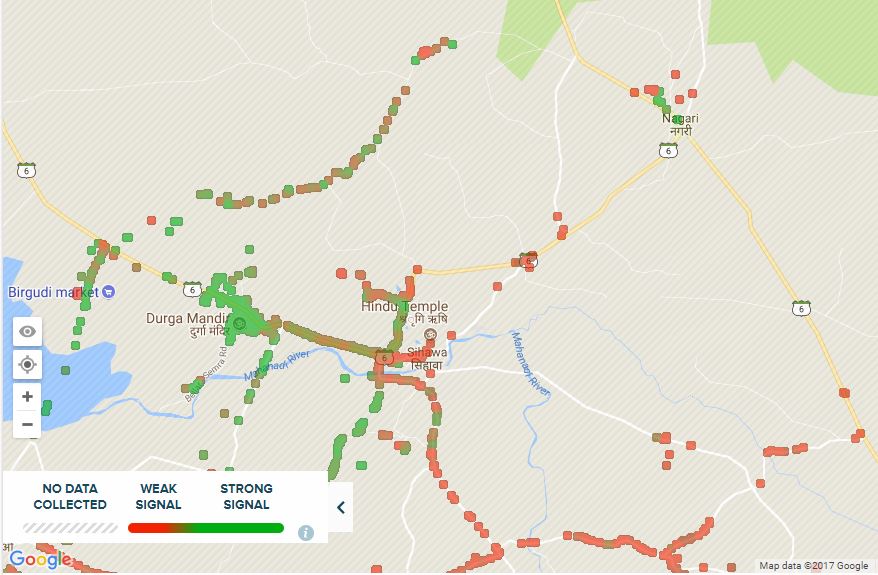 Nagari
नगरी
6
6
6
6
Birgudi market
6
Hindu Temple
श्रृंगि ऋषि
Durga Mandir
दुर्गा मंदिर
6
Sihawa
सिहावा
Mahanadi River
Mahanadi River
Semra Rd
NO DATA
COLLECTED
WEAK
SIGNAL
STRONG
SIGNAL
Google
Map data ©2017 Google